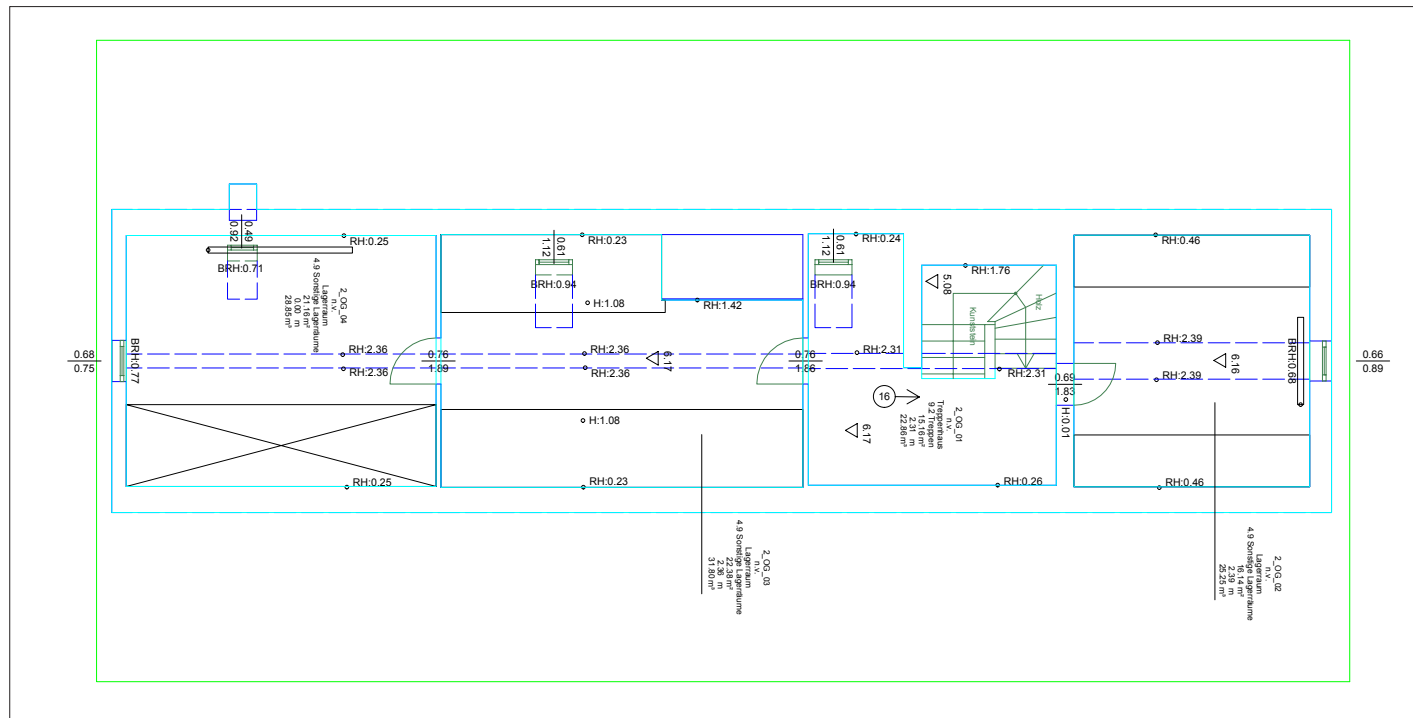 0.49
0.92
BRH:0.71
RH:0.25
2_OG_04
n.v.
Lagerraum
4.9 Sonstige Lagerräume
21.16 m²
0.00 m
28.85 m³
RH:2.36
RH:2.36
BRH:0.77
0.68
0.75
RH:0.25
0.76
1.89
RH:0.23
0.61
1.12
BRH:0.94
H:1.08
RH:1.42
RH:2.36
RH:2.36
6.17
H:1.08
RH:0.23
2_OG_03
n.v.
Lagerraum
4.9 Sonstige Lagerräume
22.38 m²
2.36 m
31.80 m³
0.76
1.86
0.61
1.12
RH:0.24
BRH:0.94
RH:1.76
5.08
Holz
Kunststein
RH:2.31
RH:2.31
16
2_OG_01
n.v.
Treppenhaus
9.2 Treppen
15.16 m²
2.31 m
22.86 m³
6.17
RH:0.26
0.69
1.83
H:0.01
RH:0.46
RH:2.39
RH:2.39
6.16
BRH:0.68
0.66
0.89
RH:0.46
2_OG_02
n.v.
Lagerraum
4.9 Sonstige Lagerräume
16.14 m²
2.39 m
25.25 m³